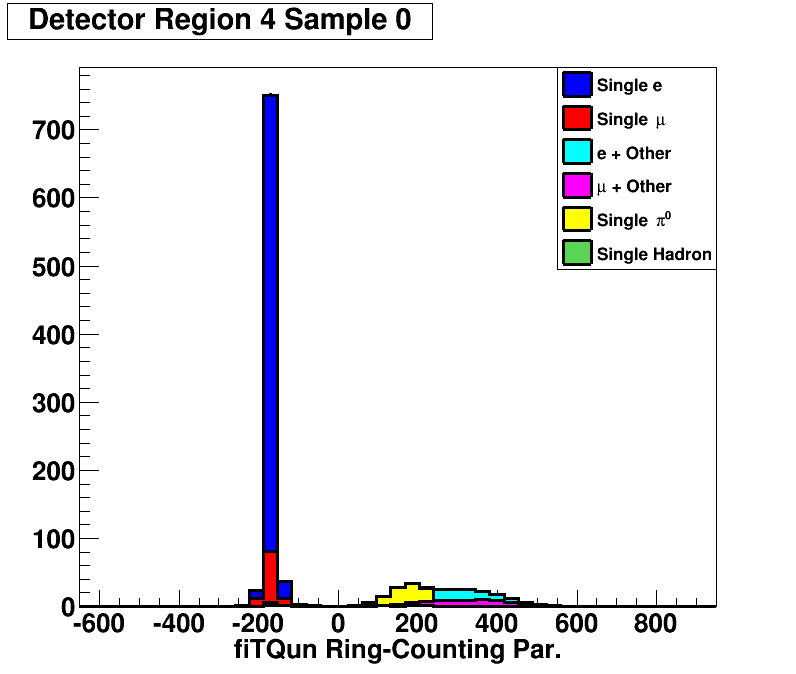 Detector Region 4 Sample 0
Single e
Single μ
e + Other
μ + Other
Single π⁰
Single Hadron
700
600
500
400
300
200
100
0
-600 -400 -200 0 200 400 600 800
fiTQun Ring-Counting Par.